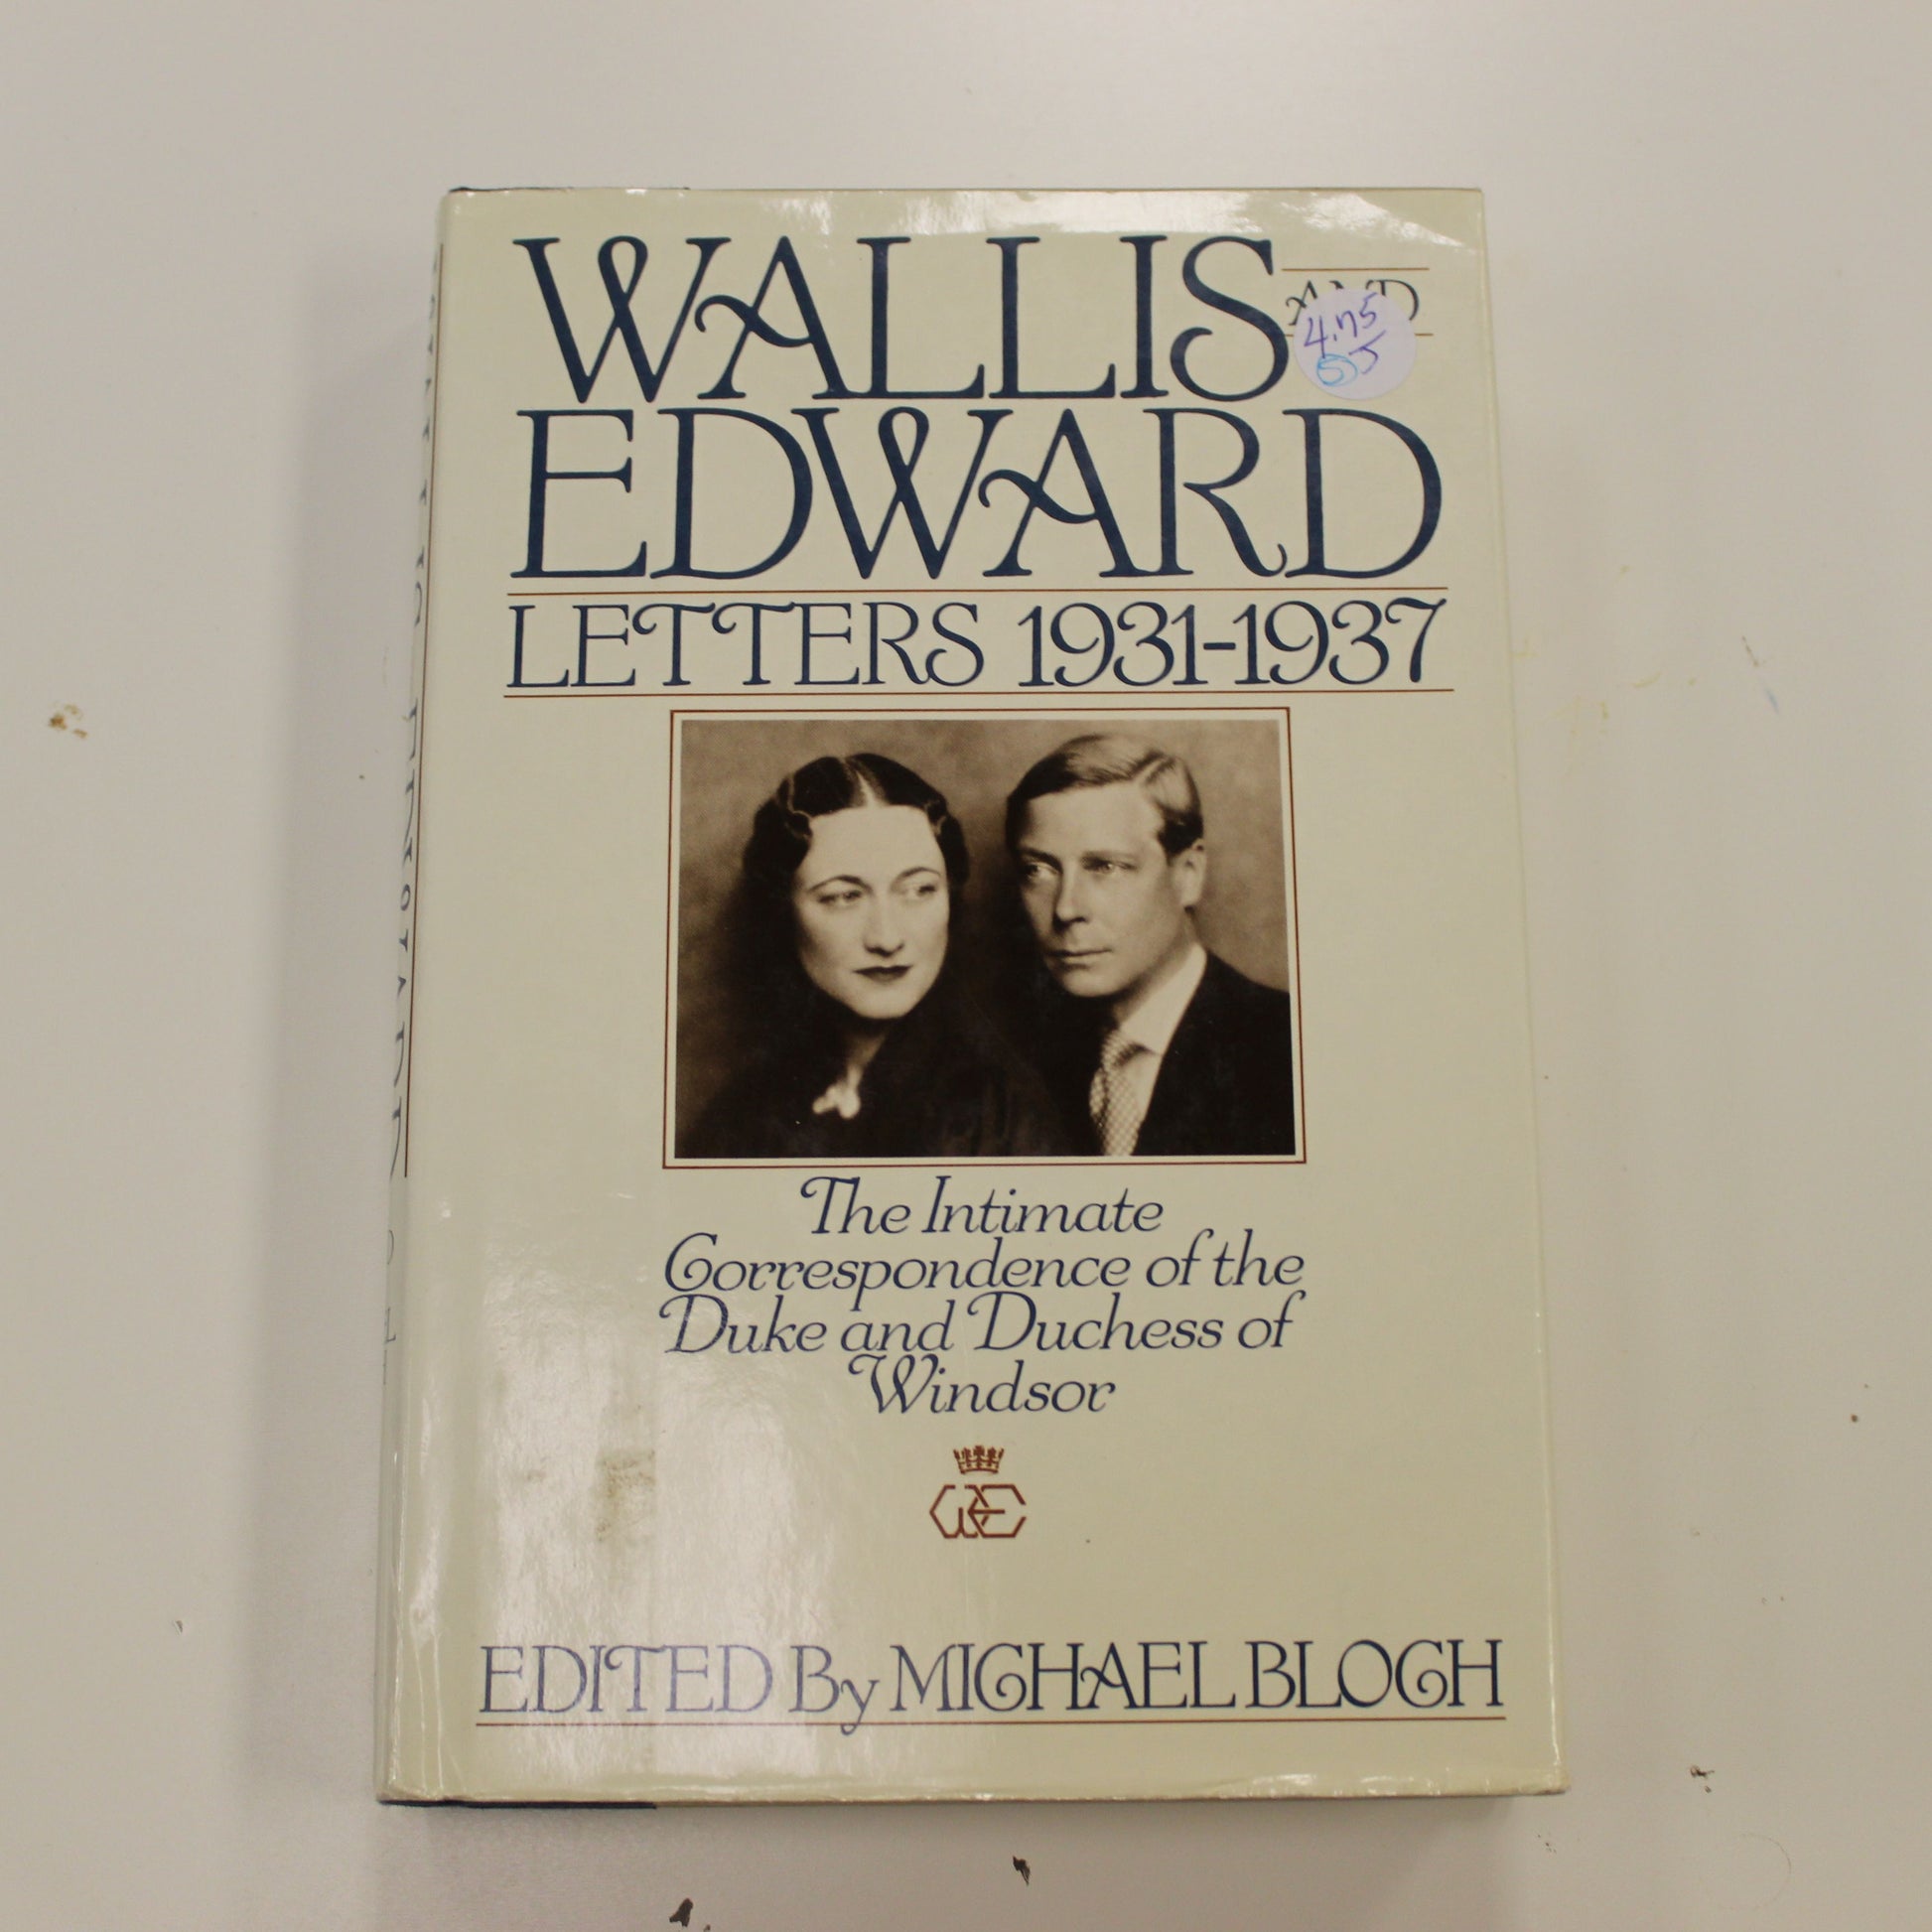 WALLIS AND
EDWARD
LETTERS 1931-1937
The Intimate
Correspondence of the
Duke and Duchess of
Windsor
WE
EDITED By MICHAEL BLOCH
4.75